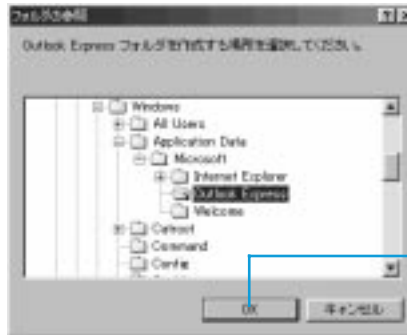 フォルダの参照
Outlook Express フォルダを作成する場所を選択してください。
Windows
All Users
Application Data
Microsoft
Internet Explorer
Outlook Express
Welcome
Catroot
Command
Config
OK
キャンセル